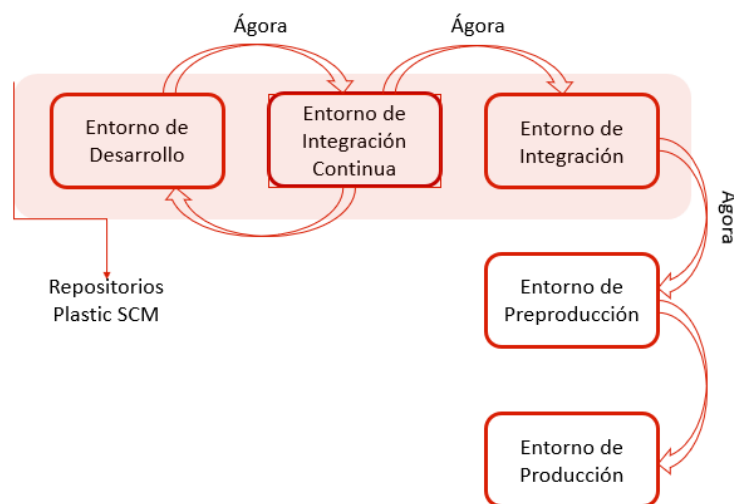 Ágora
Ágora
Entorno de
Desarrollo
Entorno de
Integración
Continua
Entorno de
Integración
Ágora
Repositorios
Plastic SCM
Entorno de
Preproducción
Entorno de
Producción